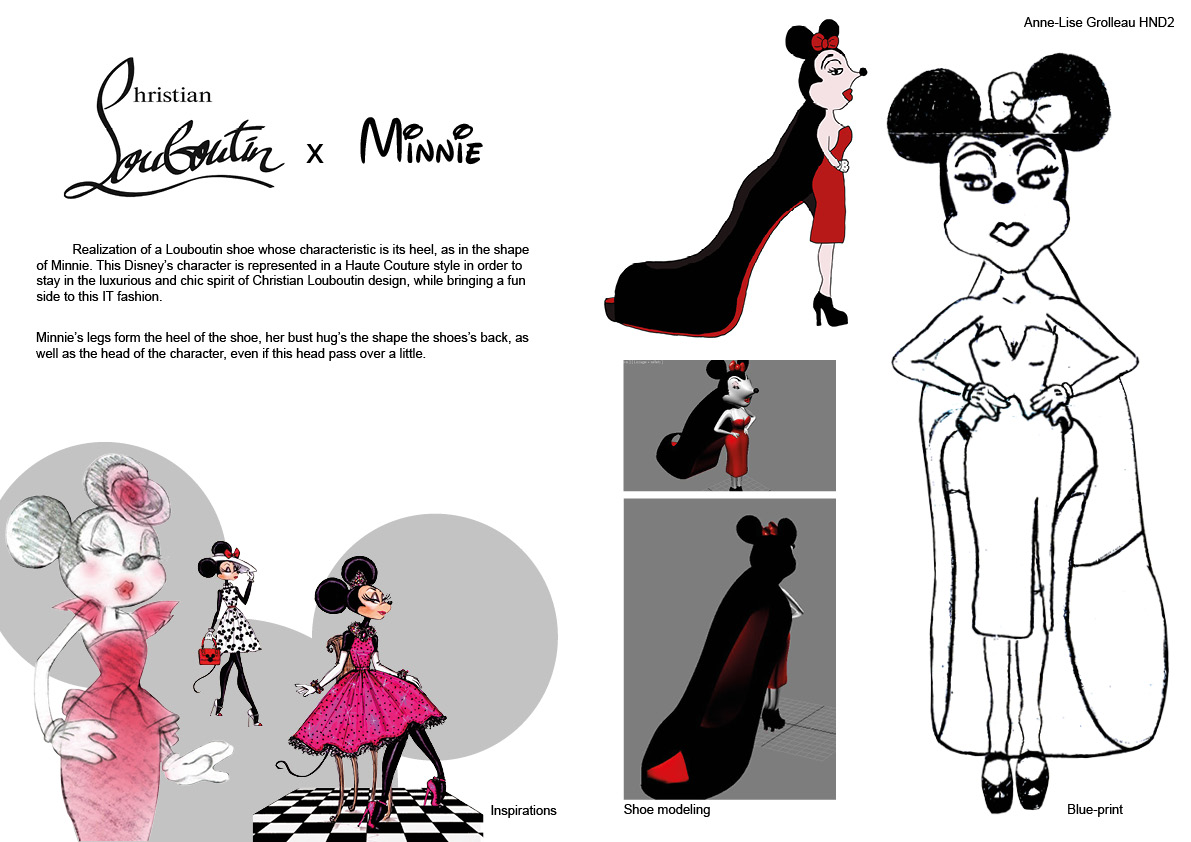 Anne-Lise Grolleau HND2
Christian
Louboutin x Minnie
Realization of a Louboutin shoe whose characteristic is its heel, as in the shape
of Minnie. This Disney's character is represented in a Haute Couture style in order to
stay in the luxurious and chic spirit of Christian Louboutin design, while bringing a fun
side to this IT fashion.
Minnie's legs form the heel of the shoe, her bust hug's the shape the shoes's back, as
well as the head of the character, even if this head pass over a little.
Inspirations
Shoe modeling
Blue-print